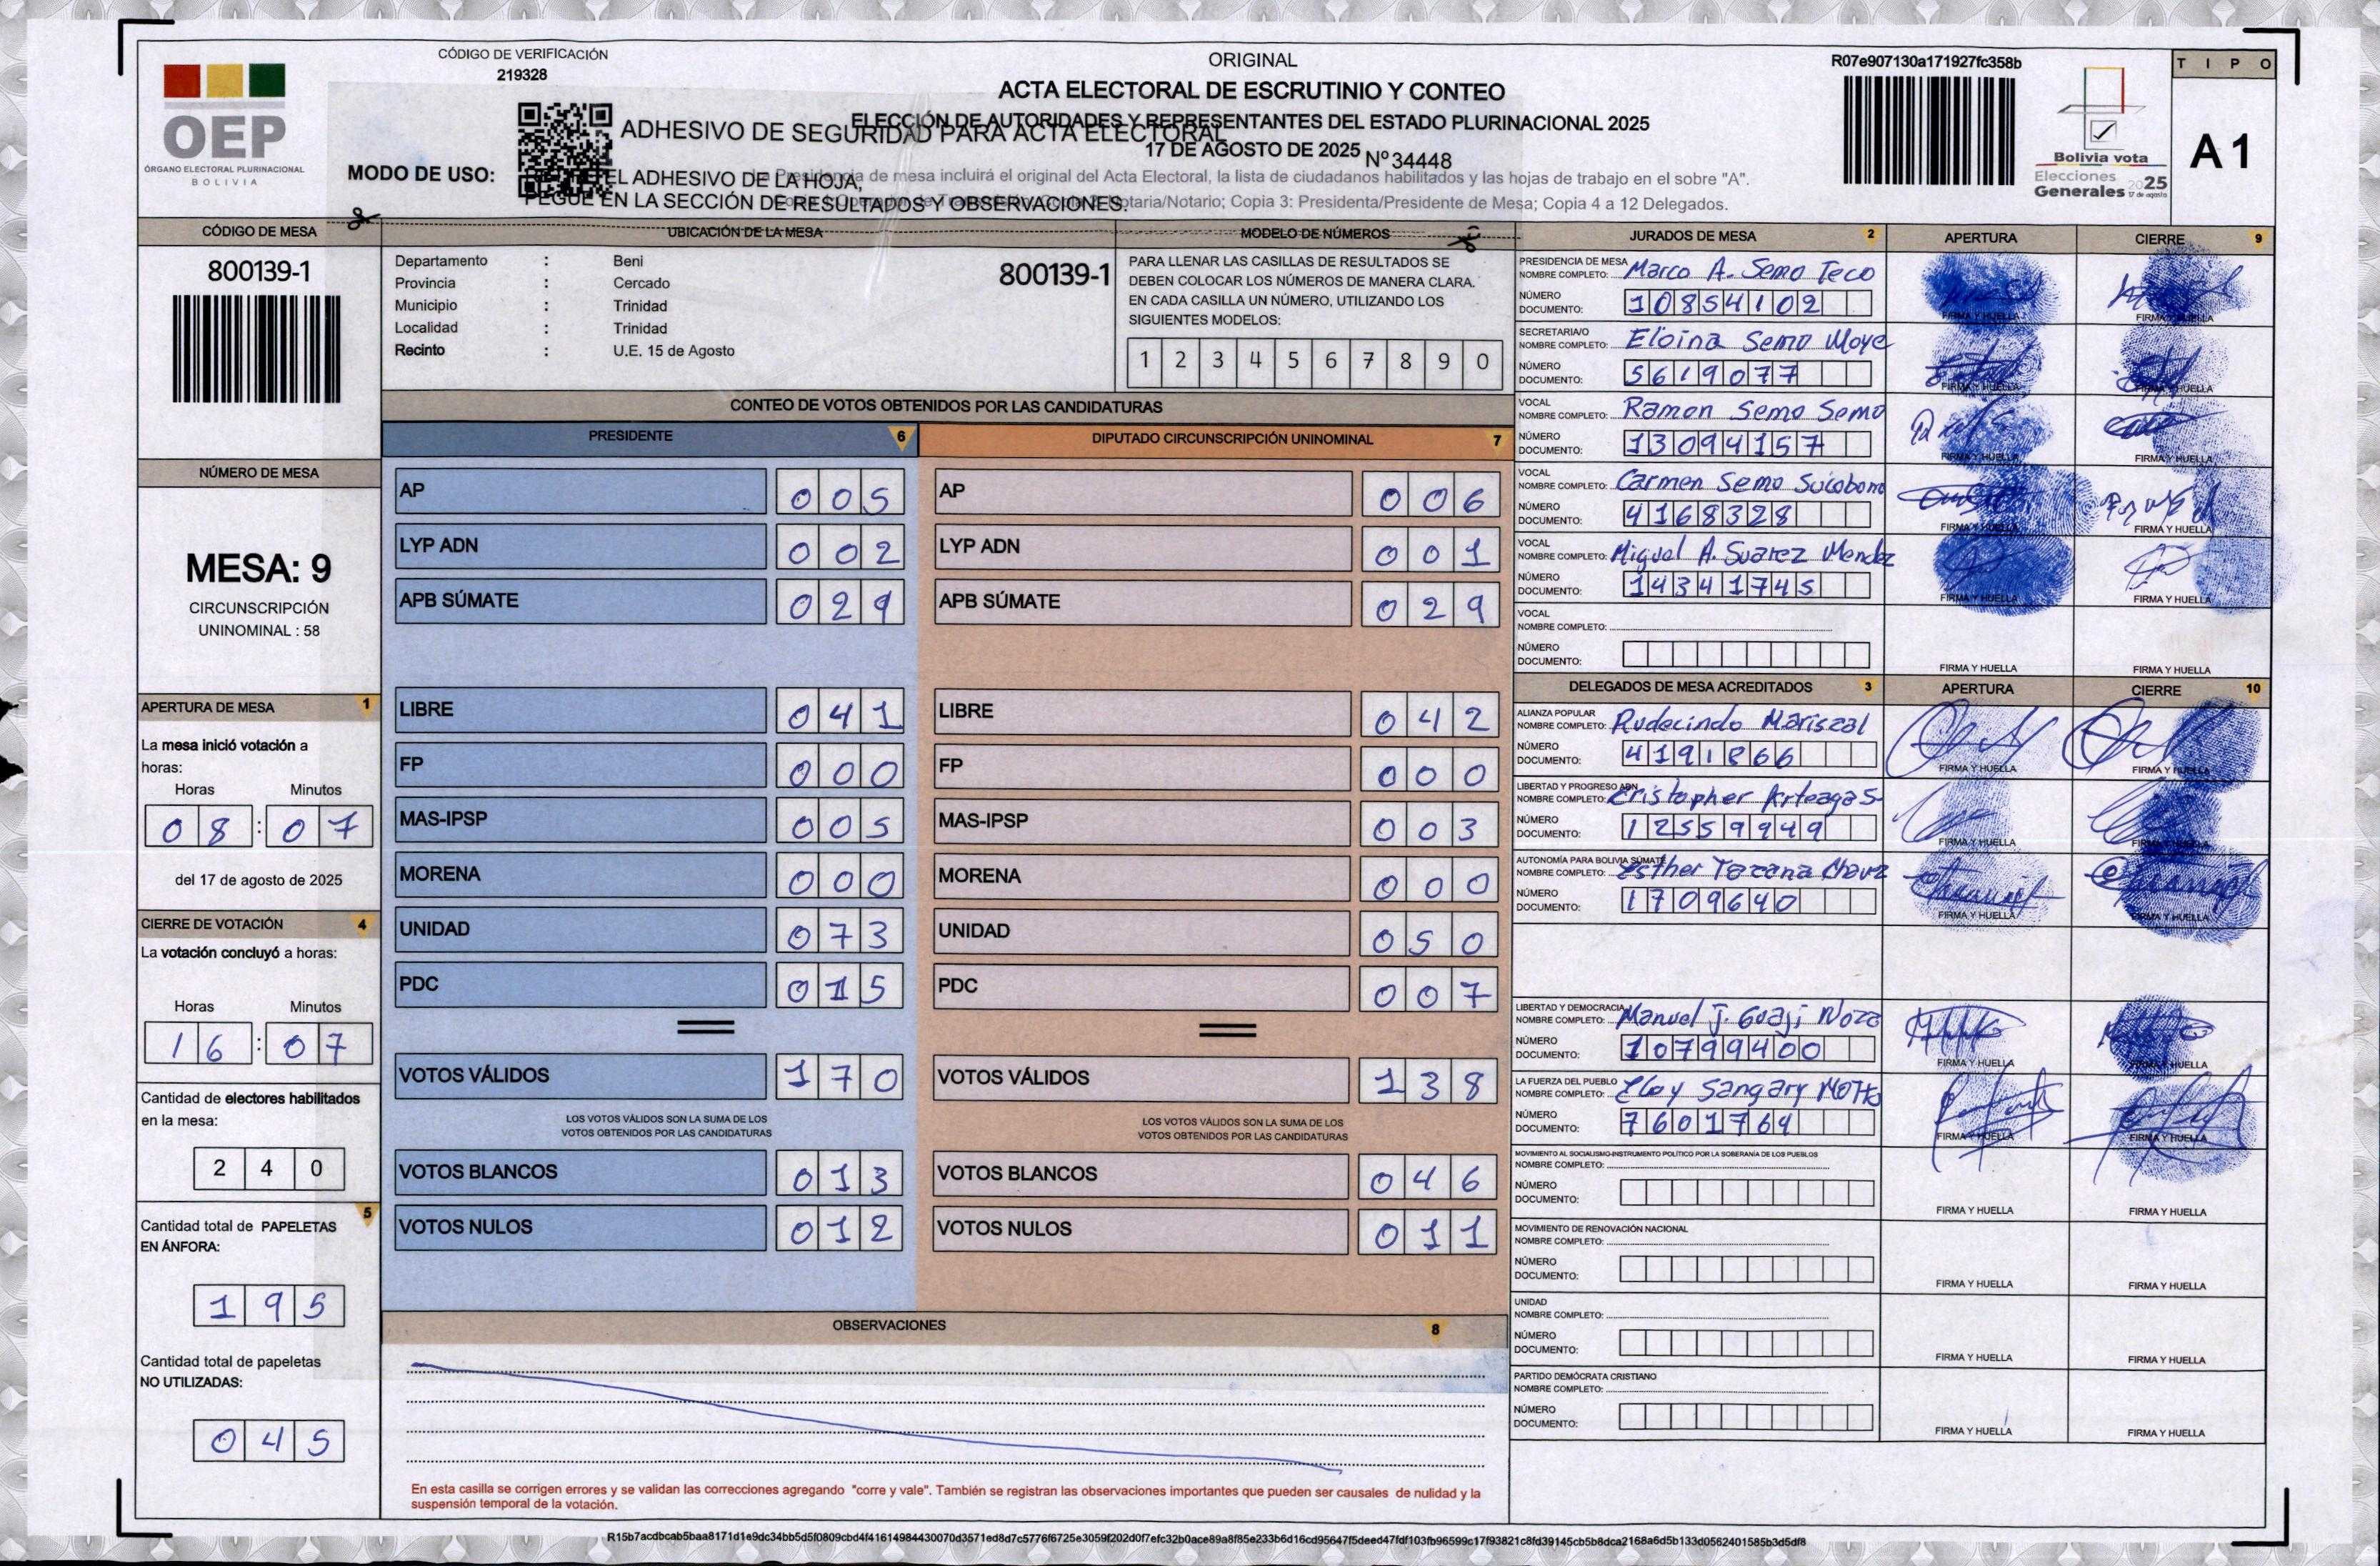 CÓDIGO DE VERIFICACIÓN
219328
ORIGINAL
ACTA ELECTORAL DE ESCRUTINIO Y CONTEO
ELECCIÓN DE AUTORIDADES Y REPRESENTANTES DEL ESTADO PLURINACIONAL 2025
17 DE AGOSTO DE 2025
Nº 34448
ADHESIVO DE SEGURIDAD PARA ACTA ELECTORAL
MODO DE USO:
EL ADHESIVO DE LA HOJA,
PEGUE EN LA SECCIÓN DE RESULTADOS Y OBSERVACIONES.
de mesa incluirá el original del Acta Electoral, la lista de ciudadanos habilitados y las hojas de trabajo en el sobre "A".
Notaria/Notario; Copia 3: Presidenta/Presidente de Mesa; Copia 4 a 12 Delegados.
OEP
ÓRGANO ELECTORAL PLURINACIONAL
BOLIVIA
R07e907130a171927fc358b
Bolivia vota
Elecciones
Generales 2025
17 de agosto
TIPO
A1
CÓDIGO DE MESA
800139-1
UBICACIÓN DE LA MESA
Departamento : Beni
Provincia : Cercado
Municipio : Trinidad
Localidad : Trinidad
Recinto : U.E. 15 de Agosto
800139-1
MODELO DE NÚMEROS
PARA LLENAR LAS CASILLAS DE RESULTADOS SE
DEBEN COLOCAR LOS NÚMEROS DE MANERA CLARA.
EN CADA CASILLA UN NÚMERO, UTILIZANDO LOS
SIGUIENTES MODELOS:
1 2 3 4 5 6 7 8 9 0
NÚMERO DE MESA
MESA: 9
CIRCUNSCRIPCIÓN
UNINOMINAL : 58
APERTURA DE MESA 1
La mesa inició votación a
horas:
Horas Minutos
08 : 07
del 17 de agosto de 2025
CIERRE DE VOTACIÓN 4
La votación concluyó a horas:
Horas Minutos
16 : 07
Cantidad de electores habilitados
en la mesa:
240
5
Cantidad total de PAPELETAS
EN ÁNFORA:
195
Cantidad total de papeletas
NO UTILIZADAS:
045
CONTEO DE VOTOS OBTENIDOS POR LAS CANDIDATURAS
PRESIDENTE 6
AP 005
LYP ADN 002
APB SÚMATE 029
LIBRE 041
FP 000
MAS-IPSP 005
MORENA 000
UNIDAD 073
PDC 015
VOTOS VÁLIDOS 170
LOS VOTOS VÁLIDOS SON LA SUMA DE LOS
VOTOS OBTENIDOS POR LAS CANDIDATURAS
VOTOS BLANCOS 013
VOTOS NULOS 012
DIPUTADO CIRCUNSCRIPCIÓN UNINOMINAL 7
AP 006
LYP ADN 001
APB SÚMATE 029
LIBRE 042
FP 000
MAS-IPSP 003
MORENA 000
UNIDAD 050
PDC 007
VOTOS VÁLIDOS 138
LOS VOTOS VÁLIDOS SON LA SUMA DE LOS
VOTOS OBTENIDOS POR LAS CANDIDATURAS
VOTOS BLANCOS 046
VOTOS NULOS 011
OBSERVACIONES 8
En esta casilla se corrigen errores y se validan las correcciones agregando "corre y vale". También se registran las observaciones importantes que pueden ser causales de nulidad y la
suspensión temporal de la votación.
JURADOS DE MESA 2 APERTURA CIERRE 9
PRESIDENCIA DE MESA
NOMBRE COMPLETO: Marco A. Semo Teco
NÚMERO
DOCUMENTO: 10854102
FIRMA Y HUELLA FIRMA Y HUELLA
SECRETARIA/O
NOMBRE COMPLETO: Eloina Semo Moye
NÚMERO
DOCUMENTO: 5619077
FIRMA Y HUELLA FIRMA Y HUELLA
VOCAL
NOMBRE COMPLETO: Ramon Semo Semo
NÚMERO
DOCUMENTO: 13094157
FIRMA Y HUELLA FIRMA Y HUELLA
VOCAL
NOMBRE COMPLETO: Carmen Semo Sucobono
NÚMERO
DOCUMENTO: 4168328
FIRMA Y HUELLA FIRMA Y HUELLA
VOCAL
NOMBRE COMPLETO: Miguel A. Suarez Mendez
NÚMERO
DOCUMENTO: 14341745
FIRMA Y HUELLA FIRMA Y HUELLA
VOCAL
NOMBRE COMPLETO:
NÚMERO
DOCUMENTO:
FIRMA Y HUELLA FIRMA Y HUELLA
DELEGADOS DE MESA ACREDITADOS 3 APERTURA CIERRE 10
ALIANZA POPULAR
NOMBRE COMPLETO: Rudecindo Mariscal
NÚMERO
DOCUMENTO: 4191866
FIRMA Y HUELLA FIRMA Y HUELLA
LIBERTAD Y PROGRESO ADN
NOMBRE COMPLETO: Cristopher Arteaga S.
NÚMERO
DOCUMENTO: 12559949
FIRMA Y HUELLA FIRMA Y HUELLA
AUTONOMÍA PARA BOLIVIA SÚMATE
NOMBRE COMPLETO: Esther Tozana Chavz
NÚMERO
DOCUMENTO: 1709640
FIRMA Y HUELLA FIRMA Y HUELLA
LIBERTAD Y DEMOCRACIA
NOMBRE COMPLETO: Manuel J. Guaji Noza
NÚMERO
DOCUMENTO: 10799400
FIRMA Y HUELLA FIRMA Y HUELLA
LA FUERZA DEL PUEBLO
NOMBRE COMPLETO: Eloy Sangary
NÚMERO
DOCUMENTO: 7601764
FIRMA Y HUELLA FIRMA Y HUELLA
MOVIMIENTO AL SOCIALISMO-INSTRUMENTO POLÍTICO POR LA SOBERANÍA DE LOS PUEBLOS
NOMBRE COMPLETO:
NÚMERO
DOCUMENTO:
FIRMA Y HUELLA FIRMA Y HUELLA
MOVIMIENTO DE RENOVACIÓN NACIONAL
NOMBRE COMPLETO:
NÚMERO
DOCUMENTO:
FIRMA Y HUELLA FIRMA Y HUELLA
UNIDAD
NOMBRE COMPLETO:
NÚMERO
DOCUMENTO:
FIRMA Y HUELLA FIRMA Y HUELLA
PARTIDO DEMÓCRATA CRISTIANO
NOMBRE COMPLETO:
NÚMERO
DOCUMENTO:
FIRMA Y HUELLA FIRMA Y HUELLA